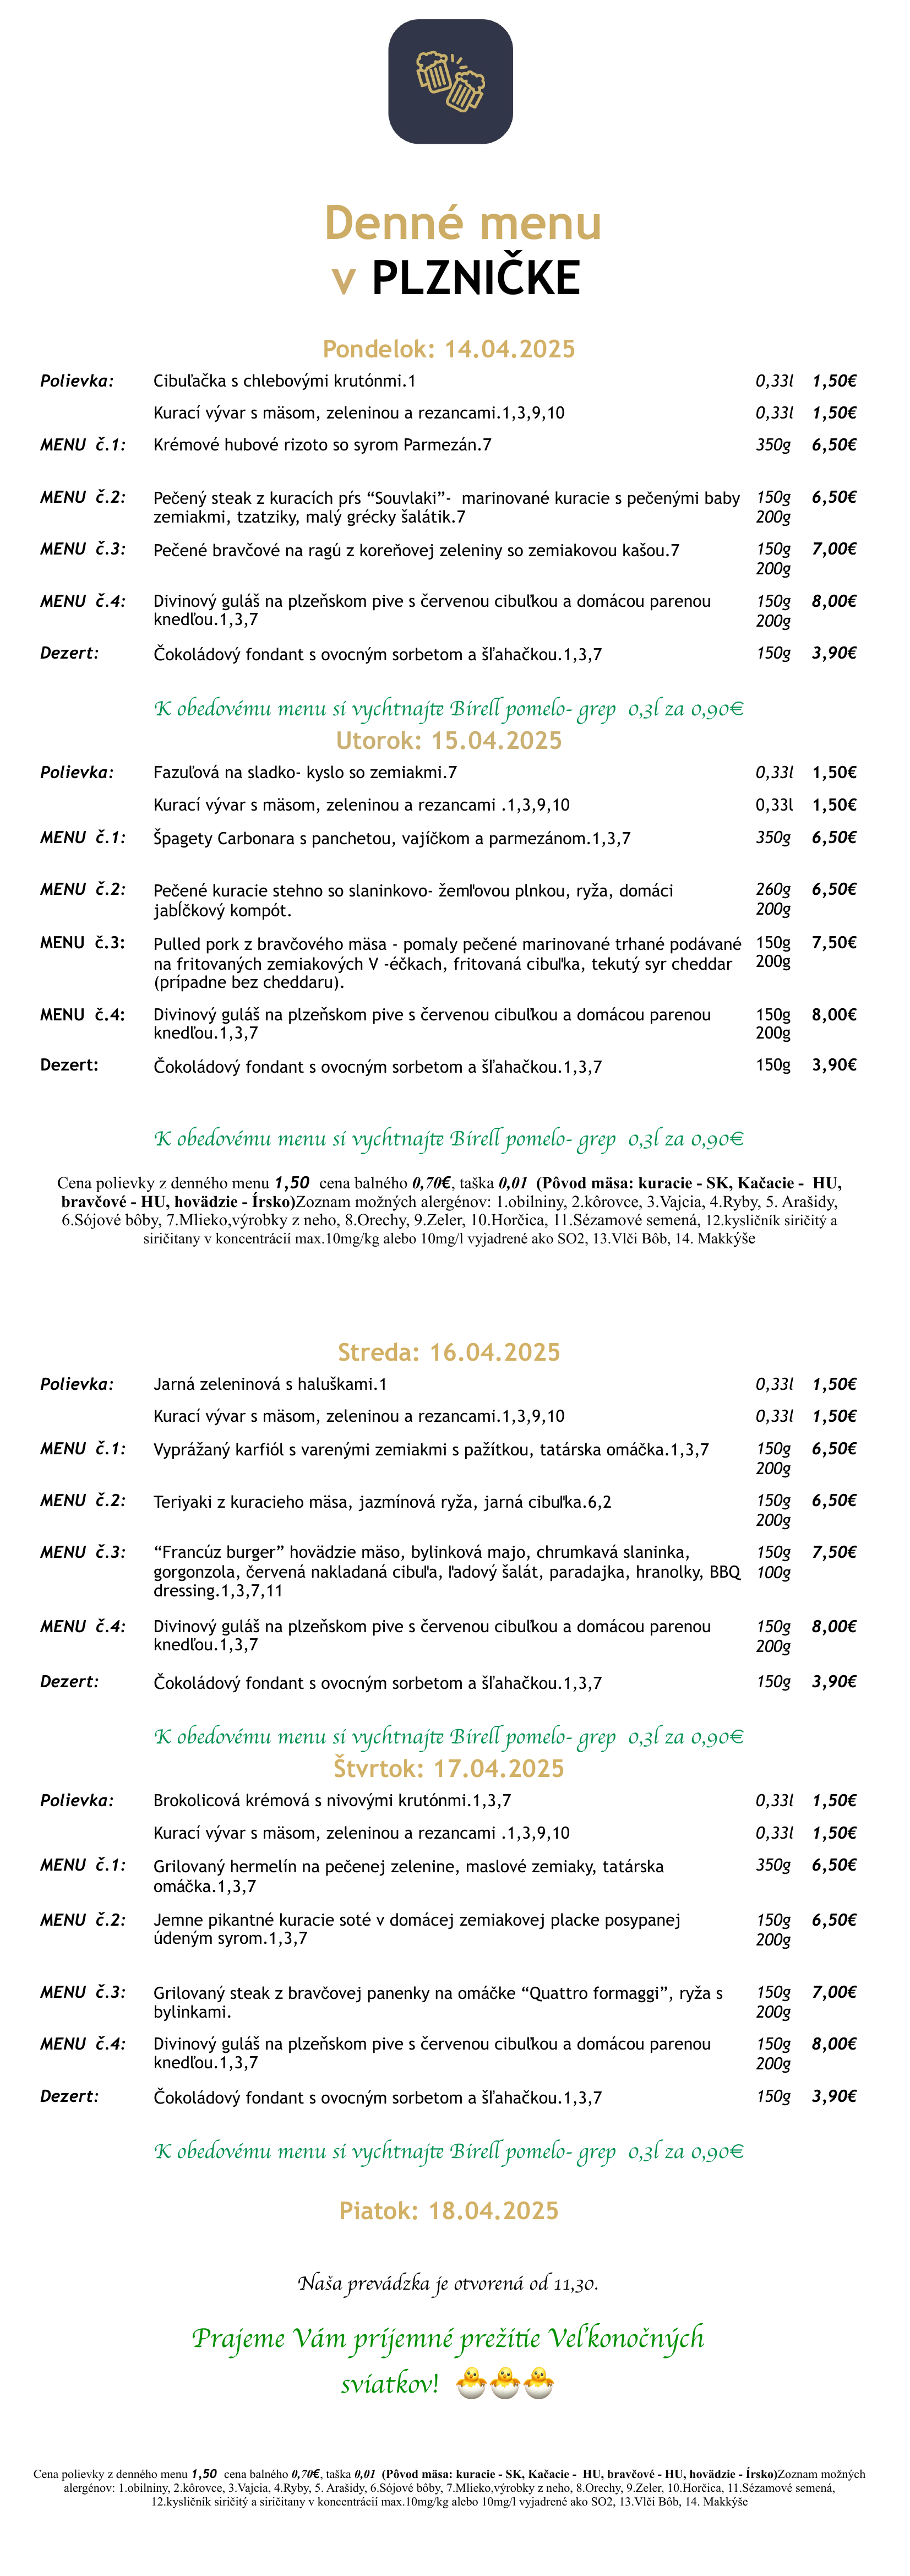 Denné menu
v PLZNIČKE
Pondelok: 14.04.2025
Polievka: Cibuľačka s chlebovými krutónmi.1 0,33l 1,50€
Kurací vývar s mäsom, zeleninou a rezancami.1,3,9,10 0,33l 1,50€
MENU č.1: Krémové hubové rizoto so syrom Parmezán.7 350g 6,50€
MENU č.2: Pečený steak z kuracích pŕs “Souvlaki”- marinované kuracie s pečenými baby 150g 6,50€
zemiakmi, tzatziky, malý grécky šalátik.7 200g
MENU č.3: Pečené bravčové na ragú z koreňovej zeleniny so zemiakovou kašou.7 150g 7,00€
200g
MENU č.4: Divinový guláš na plzeňskom pive s červenou cibuľkou a domácou parenou 150g 8,00€
knedľou.1,3,7 200g
Dezert: Čokoládový fondant s ovocným sorbetom a šľahačkou.1,3,7 150g 3,90€
K obedovému menu si vychtnajte Birell pomelo- grep 0,3l za 0,90€
Utorok: 15.04.2025
Polievka: Fazuľová na sladko- kyslo so zemiakmi.7 0,33l 1,50€
Kurací vývar s mäsom, zeleninou a rezancami .1,3,9,10 0,33l 1,50€
MENU č.1: Špagety Carbonara s panchetou, vajíčkom a parmezánom.1,3,7 350g 6,50€
MENU č.2: Pečené kuracie stehno so slaninkovo- žemľovou plnkou, ryža, domáci 260g 6,50€
jabĺčkový kompót. 200g
MENU č.3: Pulled pork z bravčového mäsa - pomaly pečené marinované trhané podávané 150g 7,50€
na fritovaných zemiakových V -éčkach, fritovaná cibuľka, tekutý syr cheddar 200g
(prípadne bez cheddaru).
MENU č.4: Divinový guláš na plzeňskom pive s červenou cibuľkou a domácou parenou 150g 8,00€
knedľou.1,3,7 200g
Dezert: Čokoládový fondant s ovocným sorbetom a šľahačkou.1,3,7 150g 3,90€
K obedovému menu si vychtnajte Birell pomelo- grep 0,3l za 0,90€
Cena polievky z denného menu 1,50 cena balného 0,70€, taška 0,01 (Pôvod mäsa: kuracie - SK, Kačacie - HU,
bravčové - HU, hovädzie - Írsko)Zoznam možných alergénov: 1.obilniny, 2.kôrovce, 3.Vajcia, 4.Ryby, 5. Arašidy,
6.Sójové bôby, 7.Mlieko,výrobky z neho, 8.Orechy, 9.Zeler, 10.Horčica, 11.Sézamové semená, 12.kysličník siričitý a
siričitany v koncentrácií max.10mg/kg alebo 10mg/l vyjadrené ako SO2, 13.Vlči Bôb, 14. Makkýše
Streda: 16.04.2025
Polievka: Jarná zeleninová s haluškami.1 0,33l 1,50€
Kurací vývar s mäsom, zeleninou a rezancami.1,3,9,10 0,33l 1,50€
MENU č.1: Vyprážaný karfiól s varenými zemiakmi s pažítkou, tatárska omáčka.1,3,7 150g 6,50€
200g
MENU č.2: Teriyaki z kuracieho mäsa, jazmínová ryža, jarná cibuľka.6,2 150g 6,50€
200g
MENU č.3: “Francúz burger” hovädzie mäso, bylinková majo, chrumkavá slaninka, 150g 7,50€
gorgonzola, červená nakladaná cibuľa, ľadový šalát, paradajka, hranolky, BBQ 100g
dressing.1,3,7,11
MENU č.4: Divinový guláš na plzeňskom pive s červenou cibuľkou a domácou parenou 150g 8,00€
knedľou.1,3,7 200g
Dezert: Čokoládový fondant s ovocným sorbetom a šľahačkou.1,3,7 150g 3,90€
K obedovému menu si vychtnajte Birell pomelo- grep 0,3l za 0,90€
Štvrtok: 17.04.2025
Polievka: Brokolicová krémová s nivovými krutónmi.1,3,7 0,33l 1,50€
Kurací vývar s mäsom, zeleninou a rezancami .1,3,9,10 0,33l 1,50€
MENU č.1: Grilovaný hermelín na pečenej zelenine, maslové zemiaky, tatárska 350g 6,50€
omáčka.1,3,7
MENU č.2: Jemne pikantné kuracie soté v domácej zemiakovej placke posypanej 150g 6,50€
údeným syrom.1,3,7 200g
MENU č.3: Grilovaný steak z bravčovej panenky na omáčke “Quattro formaggi”, ryža s 150g 7,00€
bylinkami. 200g
MENU č.4: Divinový guláš na plzeňskom pive s červenou cibuľkou a domácou parenou 150g 8,00€
knedľou.1,3,7 200g
Dezert: Čokoládový fondant s ovocným sorbetom a šľahačkou.1,3,7 150g 3,90€
K obedovému menu si vychtnajte Birell pomelo- grep 0,3l za 0,90€
Piatok: 18.04.2025
Naša prevádzka je otvorená od 11,30.
Prajeme Vám príjemné prežitie Veľkonočných
sviatkov! 🐣🐣🐣
Cena polievky z denného menu 1,50 cena balného 0,70€, taška 0,01 (Pôvod mäsa: kuracie - SK, Kačacie - HU, bravčové - HU, hovädzie - Írsko)Zoznam možných
alergénov: 1.obilniny, 2.kôrovce, 3.Vajcia, 4.Ryby, 5. Arašidy, 6.Sójové bôby, 7.Mlieko,výrobky z neho, 8.Orechy, 9.Zeler, 10.Horčica, 11.Sézamové semená,
12.kysličník siričitý a siričitany v koncentrácií max.10mg/kg alebo 10mg/l vyjadrené ako SO2, 13.Vlči Bôb, 14. Makkýše